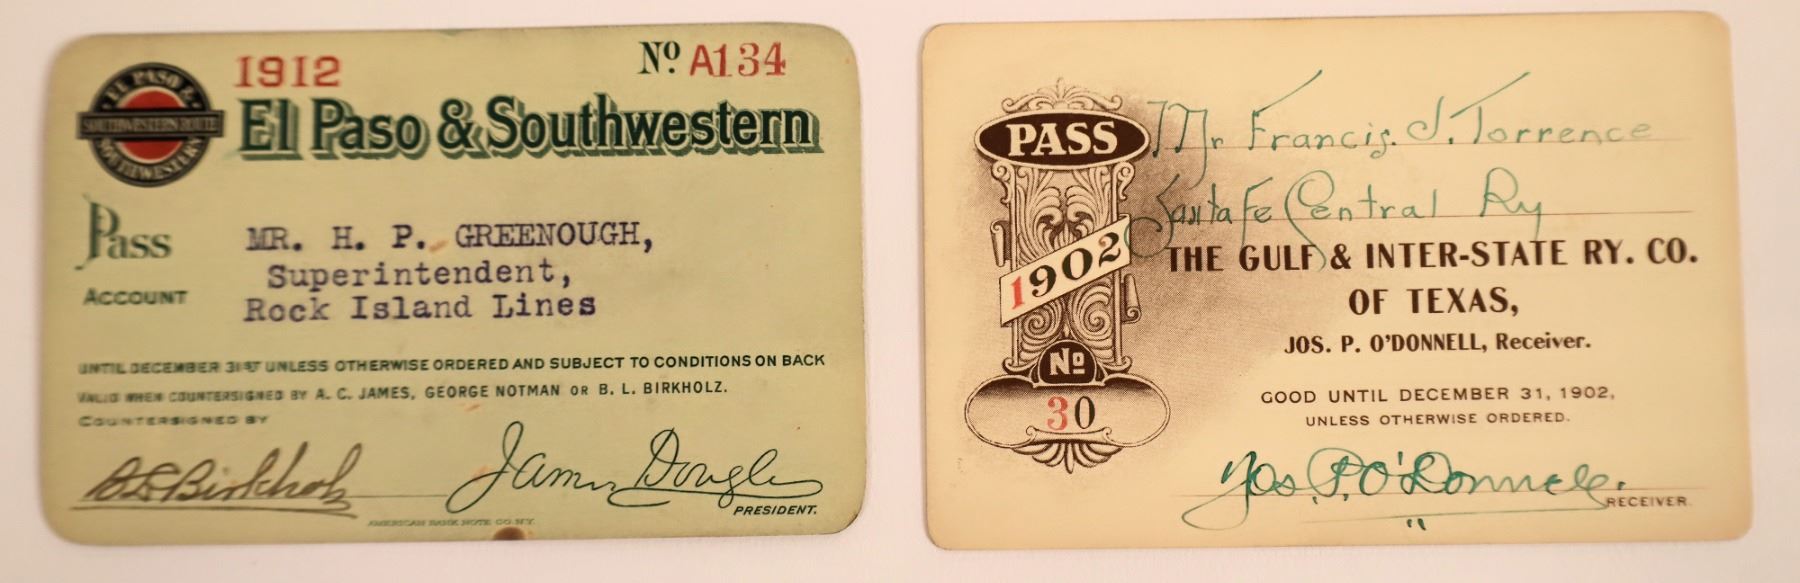 1912
Nº A134
EL PASO &
SOUTHWESTERN ROUTE
SOUTHWESTERN
El Paso & Southwestern
Pass
MR. H. P. GREENOUGH,
Superintendent,
ACCOUNT
Rock Island Lines
UNTIL DECEMBER 31ST UNLESS OTHERWISE ORDERED AND SUBJECT TO CONDITIONS ON BACK
VALID WHEN COUNTERSIGNED BY A. C. JAMES, GEORGE NOTMAN OR B. L. BIRKHOLZ.
COUNTERSIGNED BY
B L Birkholz
James Douglas
PRESIDENT.
AMERICAN BANK NOTE CO. N.Y.
PASS
Mr Francis. J. Torrence
Santa Fe Central Ry
1902
THE GULF & INTER-STATE RY. CO.
OF TEXAS,
JOS. P. O'DONNELL, Receiver.
Nº
30
GOOD UNTIL DECEMBER 31, 1902,
UNLESS OTHERWISE ORDERED.
Jos. P. O'Donnell.
RECEIVER.